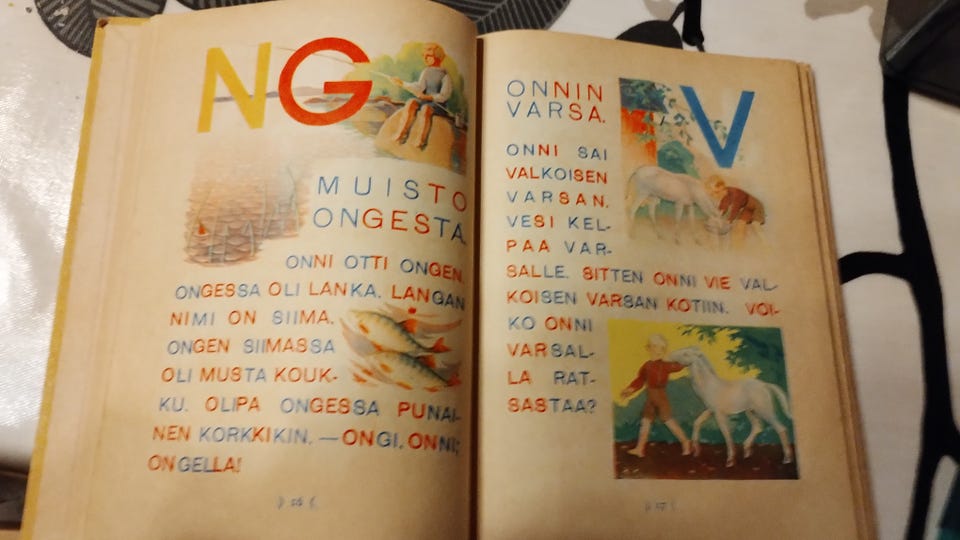 NG
MUISTO
ONGESTA.
ONNI OTTI ONGEN.
ONGESSA OLI LANKA. LANGAN
NIMI ON SIIMA.
ONGEN SIIMASSA
OLI MUSTA KOUK-
KU. OLIPA ONGESSA PUNAI-
NEN KORKKIKIN. — ONGI, ONNI,
ONGELLA!
ONNIN
VARSA.
V
ONNI SAI
VALKOISEN
VARSAN.
VESI KEL-
PAA VAR-
SALLE. SITTEN ONNI VIE VAL-
KOISEN VARSAN KOTIIN. VOI-
KO ONNI
VARSAL-
LA RAT-
SASTAA?